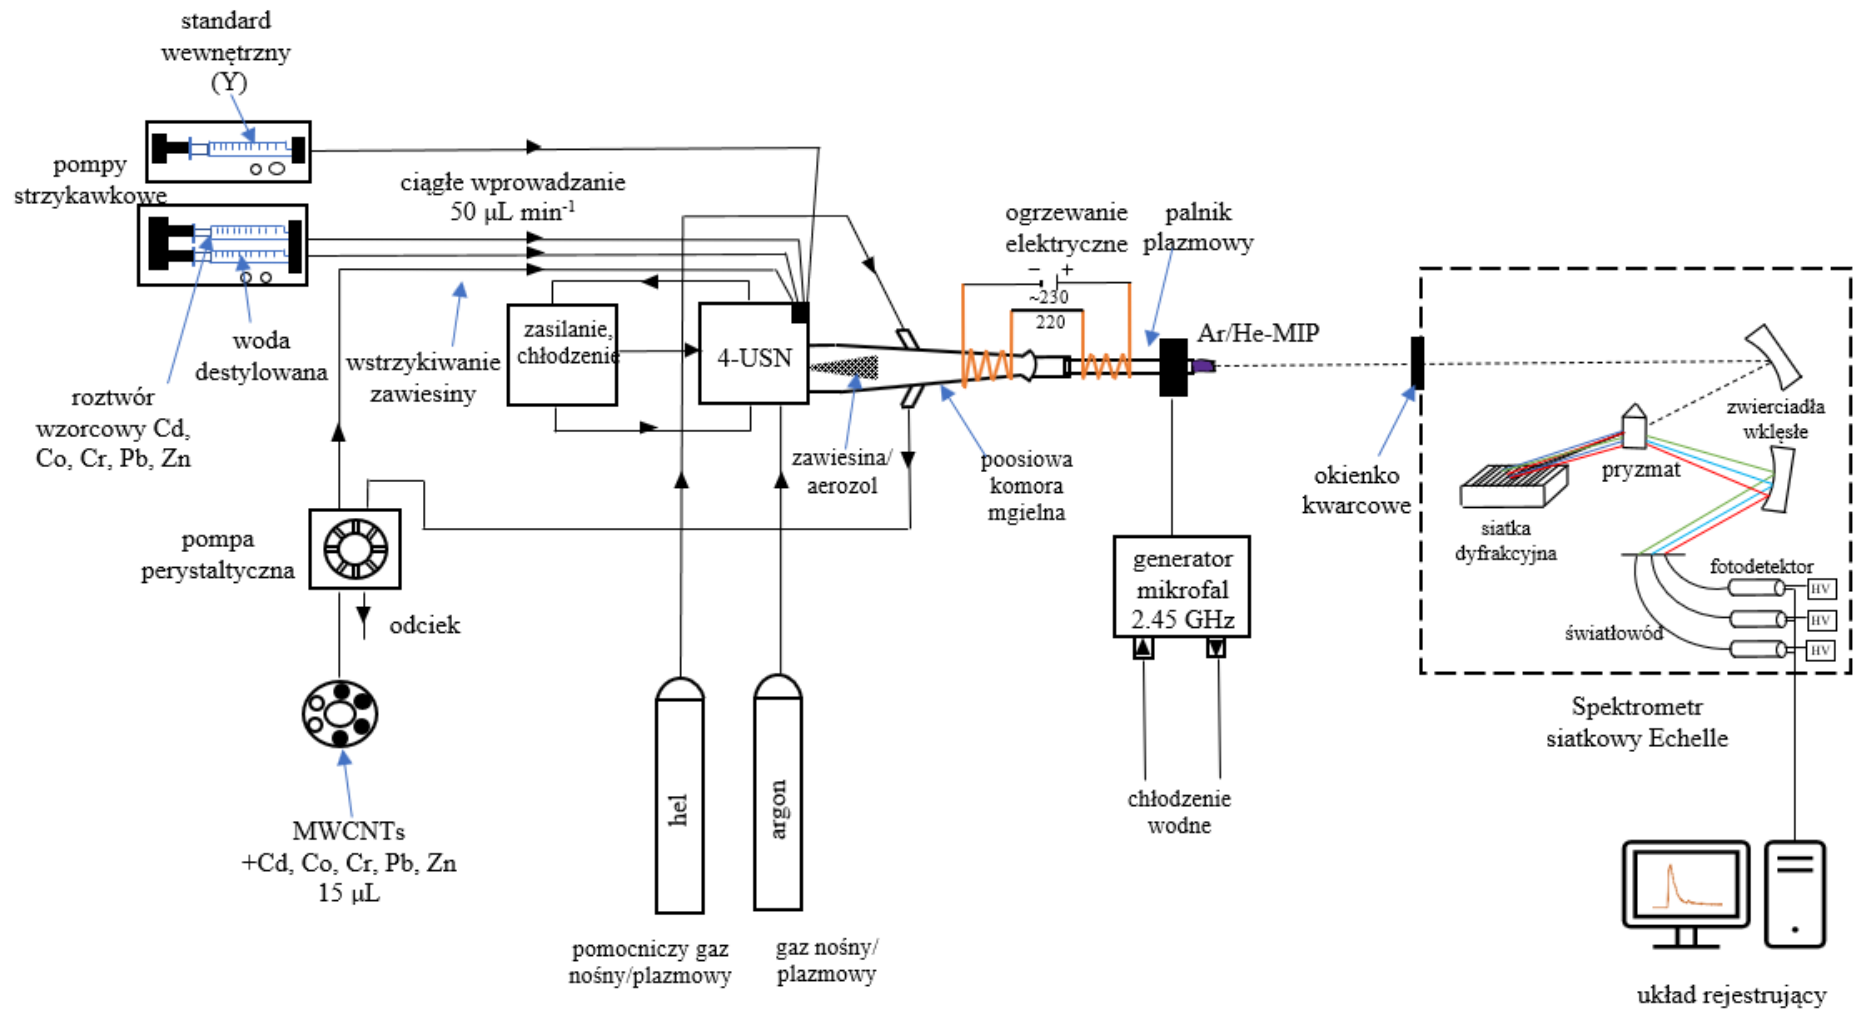 standard
wewnętrzny
(Y)
pompy
strzykawkowe
ciągłe wprowadzanie
50 µL min⁻¹
woda
destylowana
roztwór
wzorcowy Cd,
Co, Cr, Pb, Zn
wstrzykiwanie
zawiesiny
zasilanie,
chłodzenie
4-USN
zawiesina/
aerozol
poosiowa
komora
mgielna
ogrzewanie
elektryczne
− +
~230
220
palnik
plazmowy
Ar/He-MIP
okienko
kwarcowe
zwierciadła
wklęsłe
pryzmat
siatka
dyfrakcyjna
fotodetektor
HV
HV
HV
światłowód
Spektrometr
siatkowy Echelle
generator
mikrofal
2.45 GHz
chłodzenie
wodne
pompa
perystaltyczna
odciek
MWCNTs
+Cd, Co, Cr, Pb, Zn
15 µL
hel
argon
pomocniczy gaz
nośny/plazmowy
gaz nośny/
plazmowy
układ rejestrujący